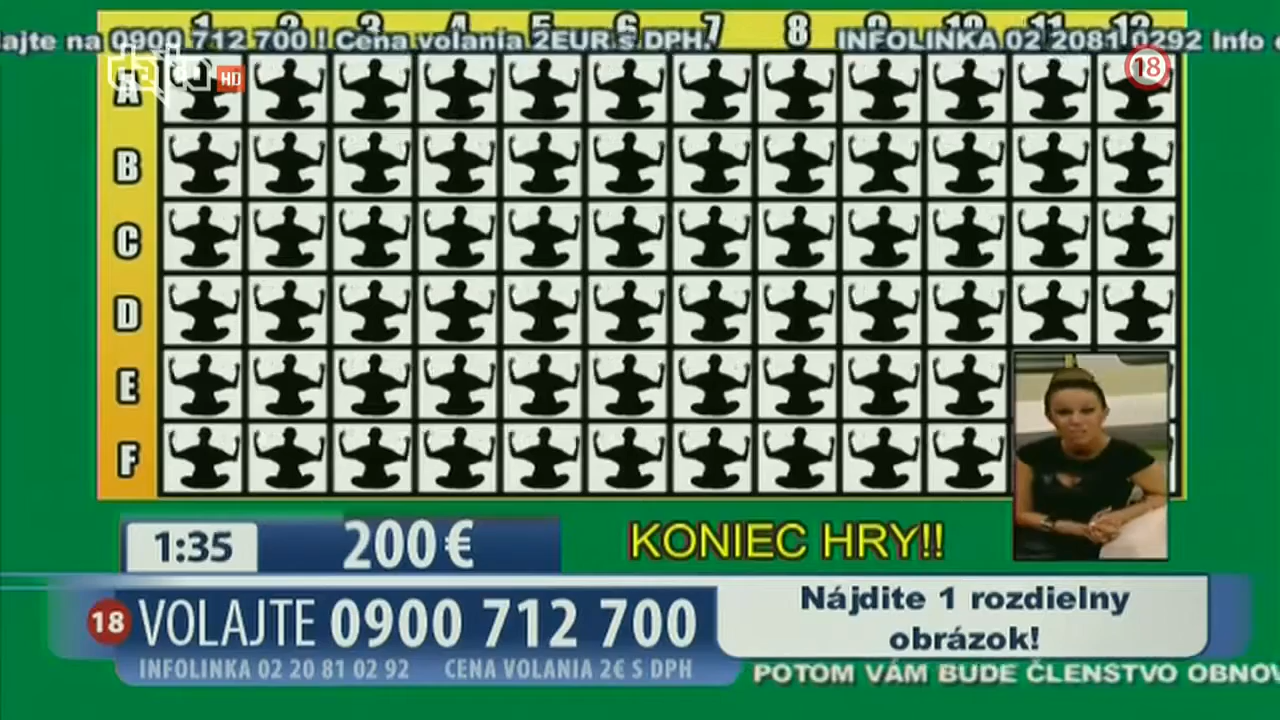 1 2 3 4 5 6 7 8 9 10 11 12
ajte na 0900 712 700 ! Cena volania 2EUR s DPH. INFOLINKA 02 2081 0292 Info
HD
18
A
B
C
D
E
F
1:35
200 €
KONIEC HRY!!
18 VOLAJTE 0900 712 700
Nájdite 1 rozdielny
obrázok!
INFOLINKA 02 20 81 02 92 CENA VOLANIA 2€ S DPH
POTOM VÁM BUDE ČLENSTVO OBNOV